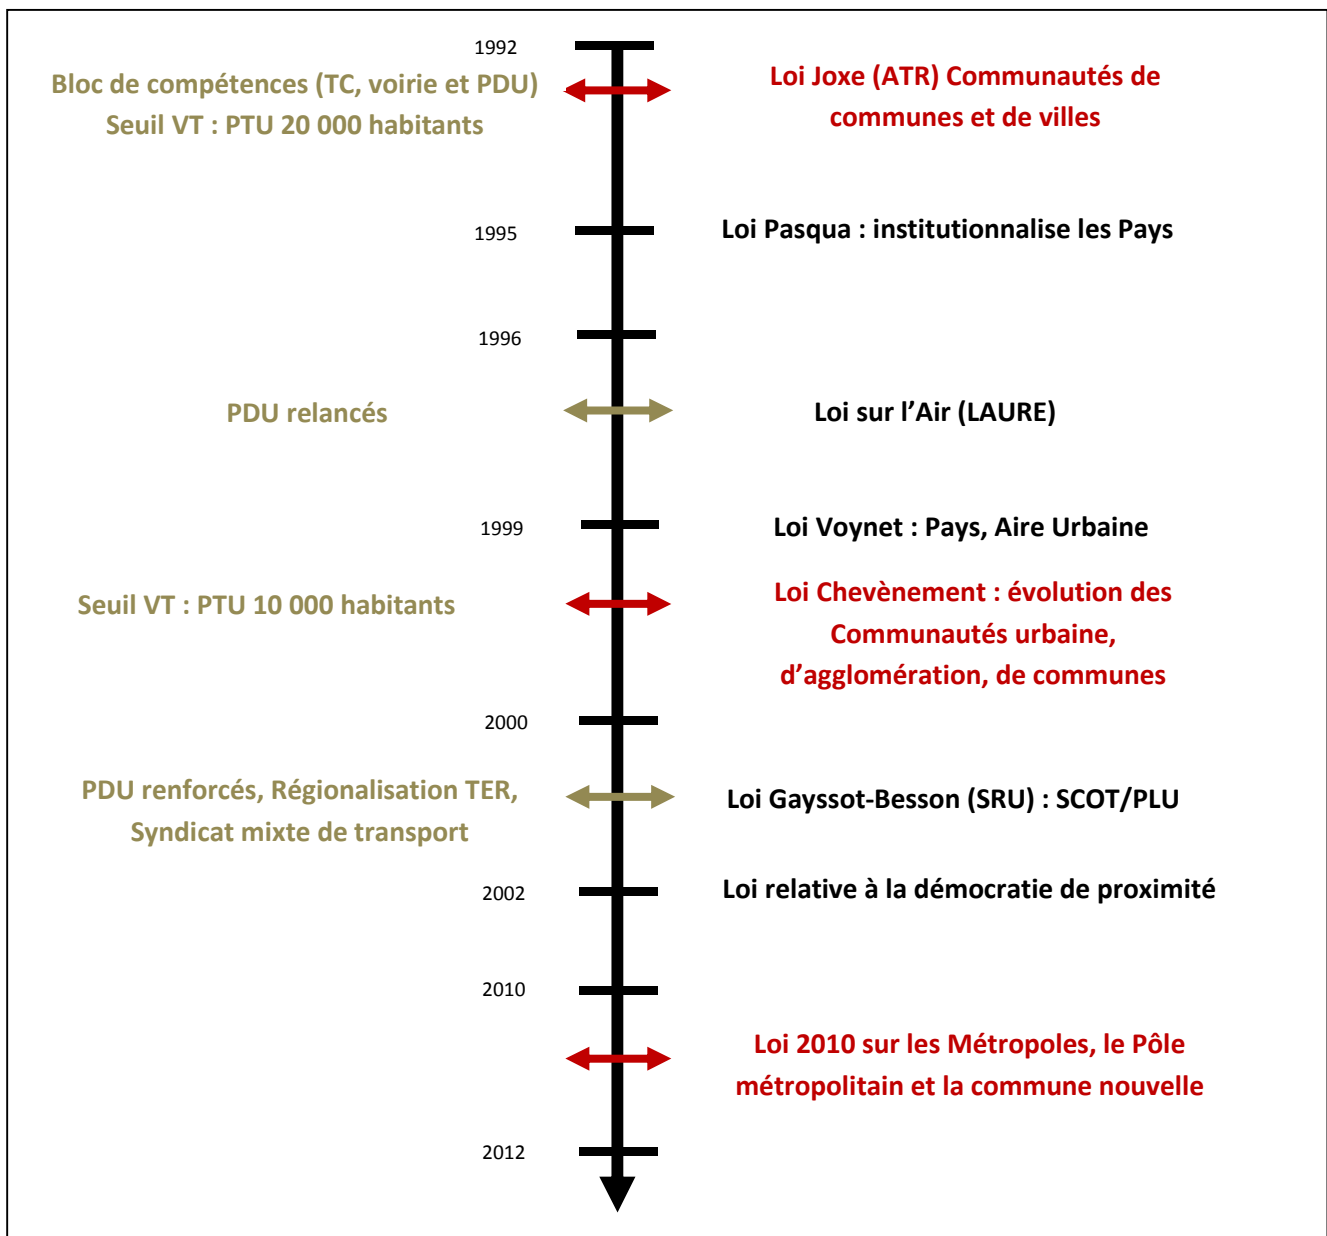 1992
Bloc de compétences (TC, voirie et PDU)
Seuil VT : PTU 20 000 habitants
Loi Joxe (ATR) Communautés de
communes et de villes
1995
Loi Pasqua : institutionnalise les Pays
1996
PDU relancés
Loi sur l’Air (LAURE)
1999
Loi Voynet : Pays, Aire Urbaine
Seuil VT : PTU 10 000 habitants
Loi Chevènement : évolution des
Communautés urbaine,
d’agglomération, de communes
2000
PDU renforcés, Régionalisation TER,
Syndicat mixte de transport
Loi Gayssot-Besson (SRU) : SCOT/PLU
2002
Loi relative à la démocratie de proximité
2010
Loi 2010 sur les Métropoles, le Pôle
métropolitain et la commune nouvelle
2012